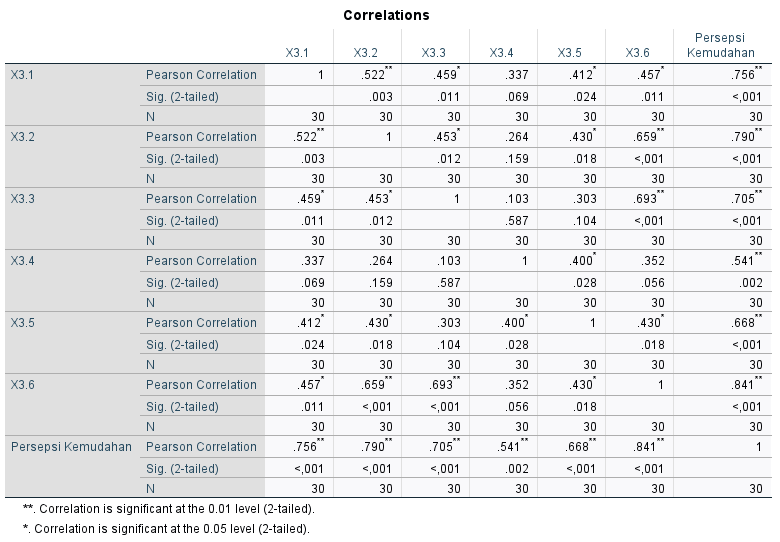 Correlations
X3.1 X3.2 X3.3 X3.4 X3.5 X3.6 Persepsi Kemudahan
X3.1 Pearson Correlation 1 .522** .459* .337 .412* .457* .756**
Sig. (2-tailed) .003 .011 .069 .024 .011 <,001
N 30 30 30 30 30 30 30
X3.2 Pearson Correlation .522** 1 .453* .264 .430* .659** .790**
Sig. (2-tailed) .003 .012 .159 .018 <,001 <,001
N 30 30 30 30 30 30 30
X3.3 Pearson Correlation .459* .453* 1 .103 .303 .693** .705**
Sig. (2-tailed) .011 .012 .587 .104 <,001 <,001
N 30 30 30 30 30 30 30
X3.4 Pearson Correlation .337 .264 .103 1 .400* .352 .541**
Sig. (2-tailed) .069 .159 .587 .028 .056 .002
N 30 30 30 30 30 30 30
X3.5 Pearson Correlation .412* .430* .303 .400* 1 .430* .668**
Sig. (2-tailed) .024 .018 .104 .028 .018 <,001
N 30 30 30 30 30 30 30
X3.6 Pearson Correlation .457* .659** .693** .352 .430* 1 .841**
Sig. (2-tailed) .011 <,001 <,001 .056 .018 <,001
N 30 30 30 30 30 30 30
Persepsi Kemudahan Pearson Correlation .756** .790** .705** .541** .668** .841** 1
Sig. (2-tailed) <,001 <,001 <,001 .002 <,001 <,001
N 30 30 30 30 30 30 30
**. Correlation is significant at the 0.01 level (2-tailed).
*. Correlation is significant at the 0.05 level (2-tailed).